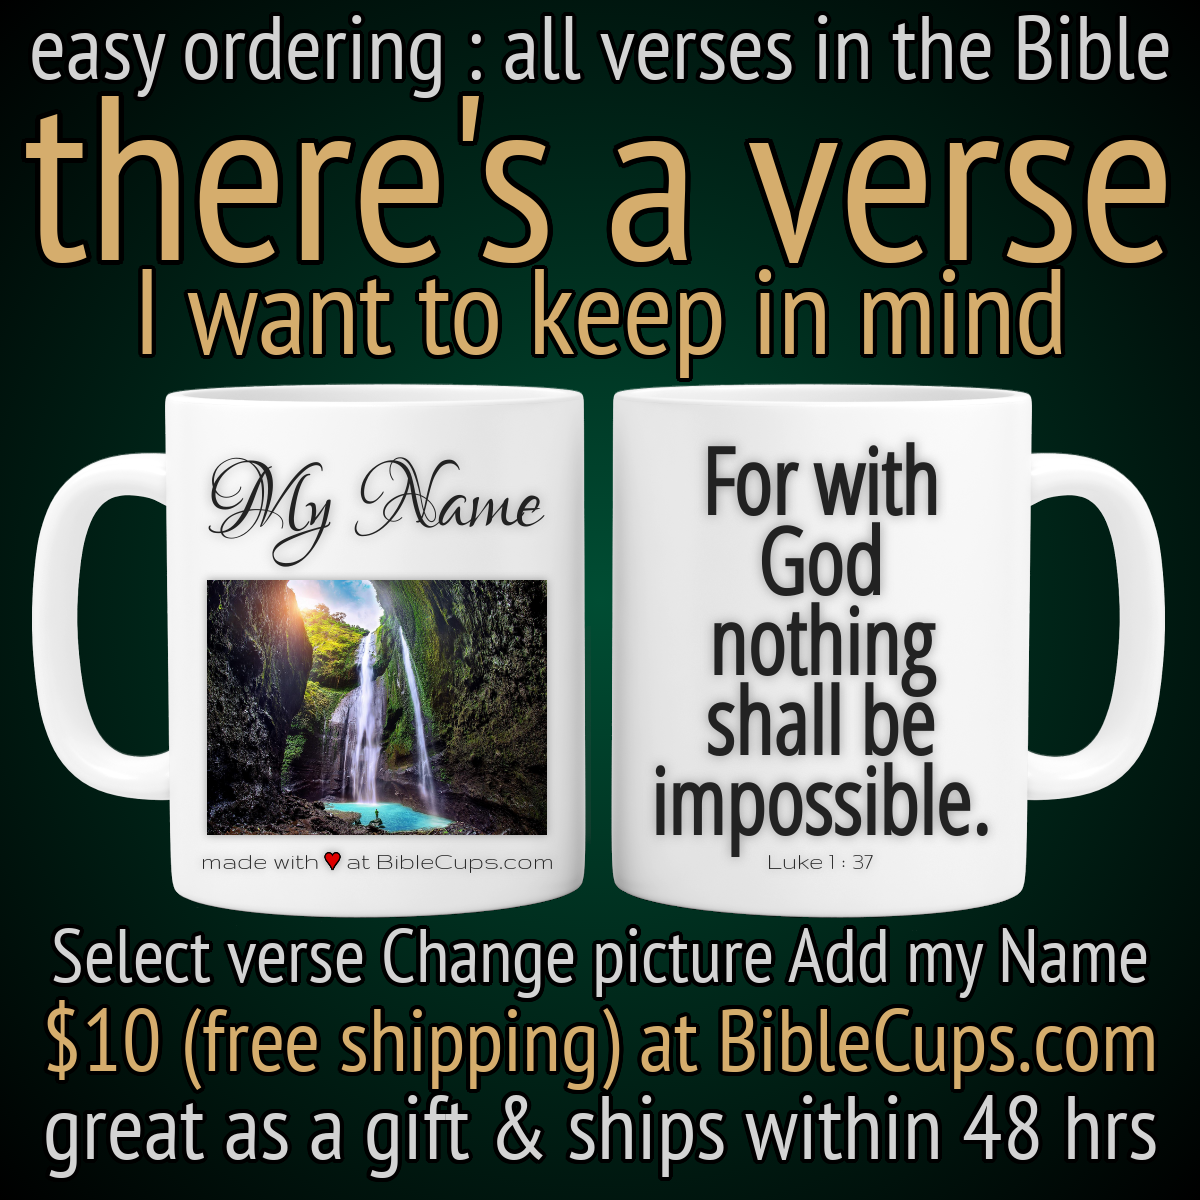 easy ordering : all verses in the Bible
there's a verse
I want to keep in mind
My Name
made with ♥ at BibleCups.com
For with
God
nothing
shall be
impossible.
Luke 1 : 37
Select verse Change picture Add my Name
$10 (free shipping) at BibleCups.com
great as a gift & ships within 48 hrs